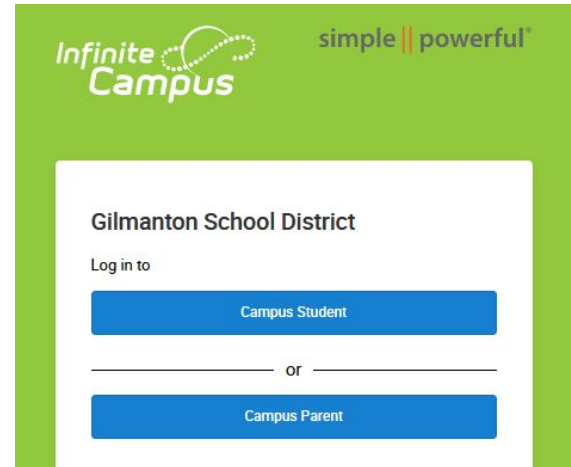 Infinite Campus
simple || powerful®
Gilmanton School District
Log in to
Campus Student
or
Campus Parent